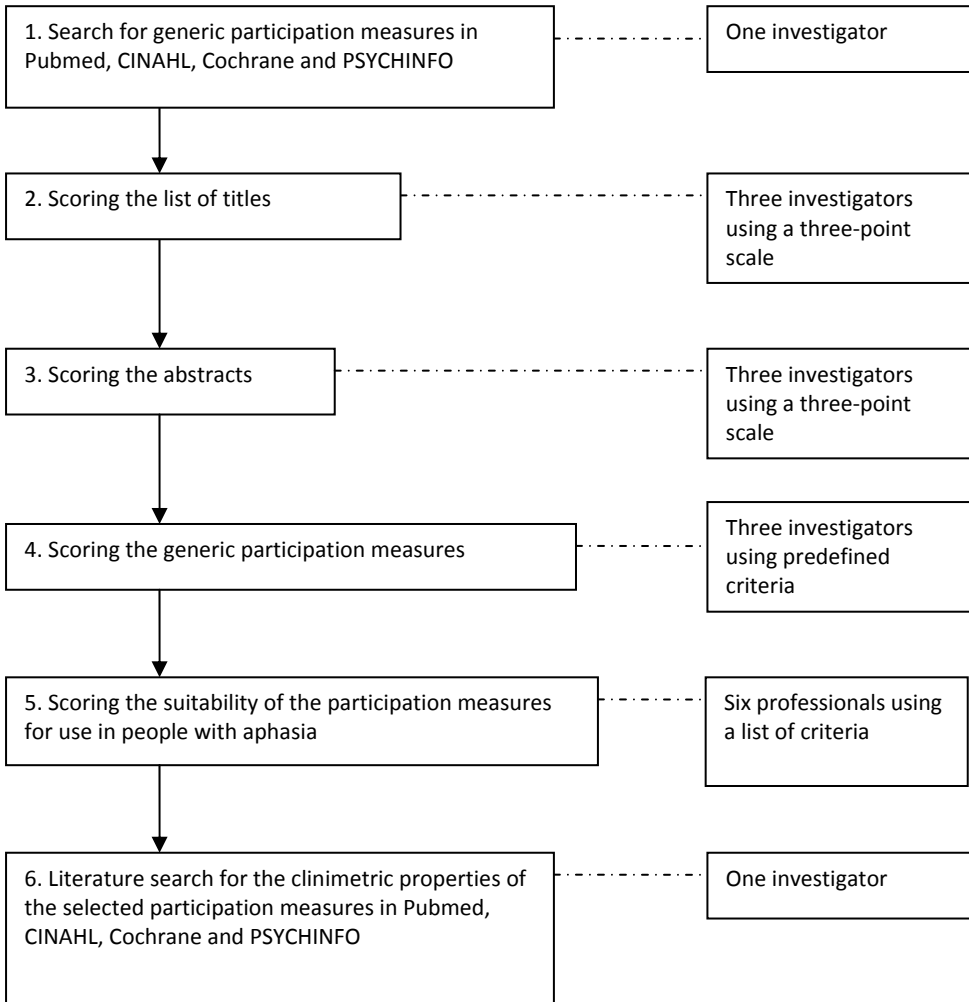 1. Search for generic participation measures in
Pubmed, CINAHL, Cochrane and PSYCHINFO
One investigator
2. Scoring the list of titles
Three investigators
using a three-point
scale
3. Scoring the abstracts
Three investigators
using a three-point
scale
4. Scoring the generic participation measures
Three investigators
using predefined
criteria
5. Scoring the suitability of the participation measures
for use in people with aphasia
Six professionals using
a list of criteria
6. Literature search for the clinimetric properties of
the selected participation measures in Pubmed,
CINAHL, Cochrane and PSYCHINFO
One investigator